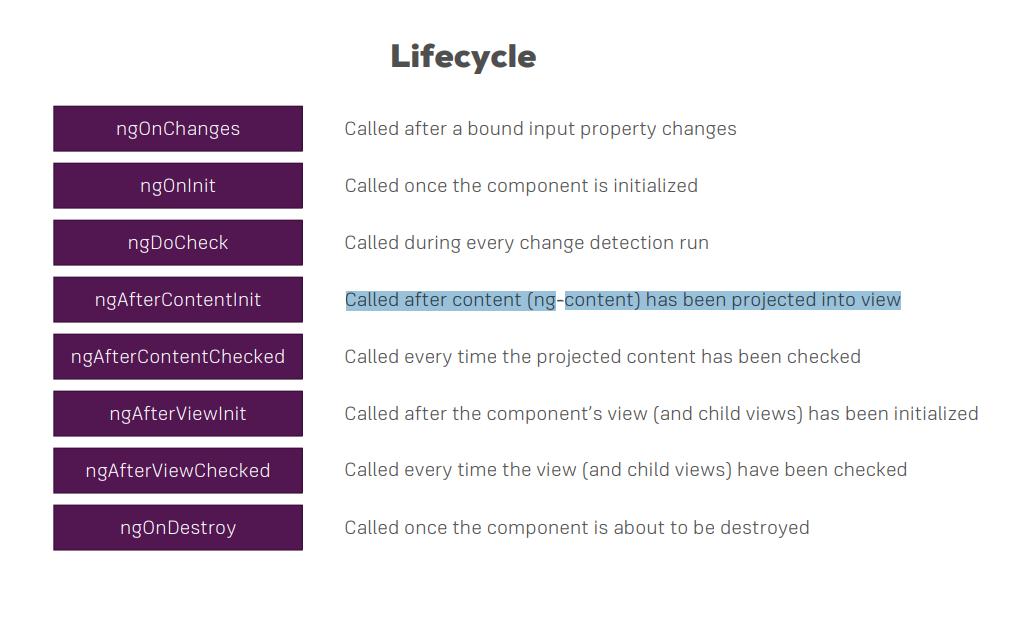 Lifecycle
ngOnChanges Called after a bound input property changes
ngOnInit Called once the component is initialized
ngDoCheck Called during every change detection run
ngAfterContentInit Called after content (ng-content) has been projected into view
ngAfterContentChecked Called every time the projected content has been checked
ngAfterViewInit Called after the component's view (and child views) has been initialized
ngAfterViewChecked Called every time the view (and child views) have been checked
ngOnDestroy Called once the component is about to be destroyed